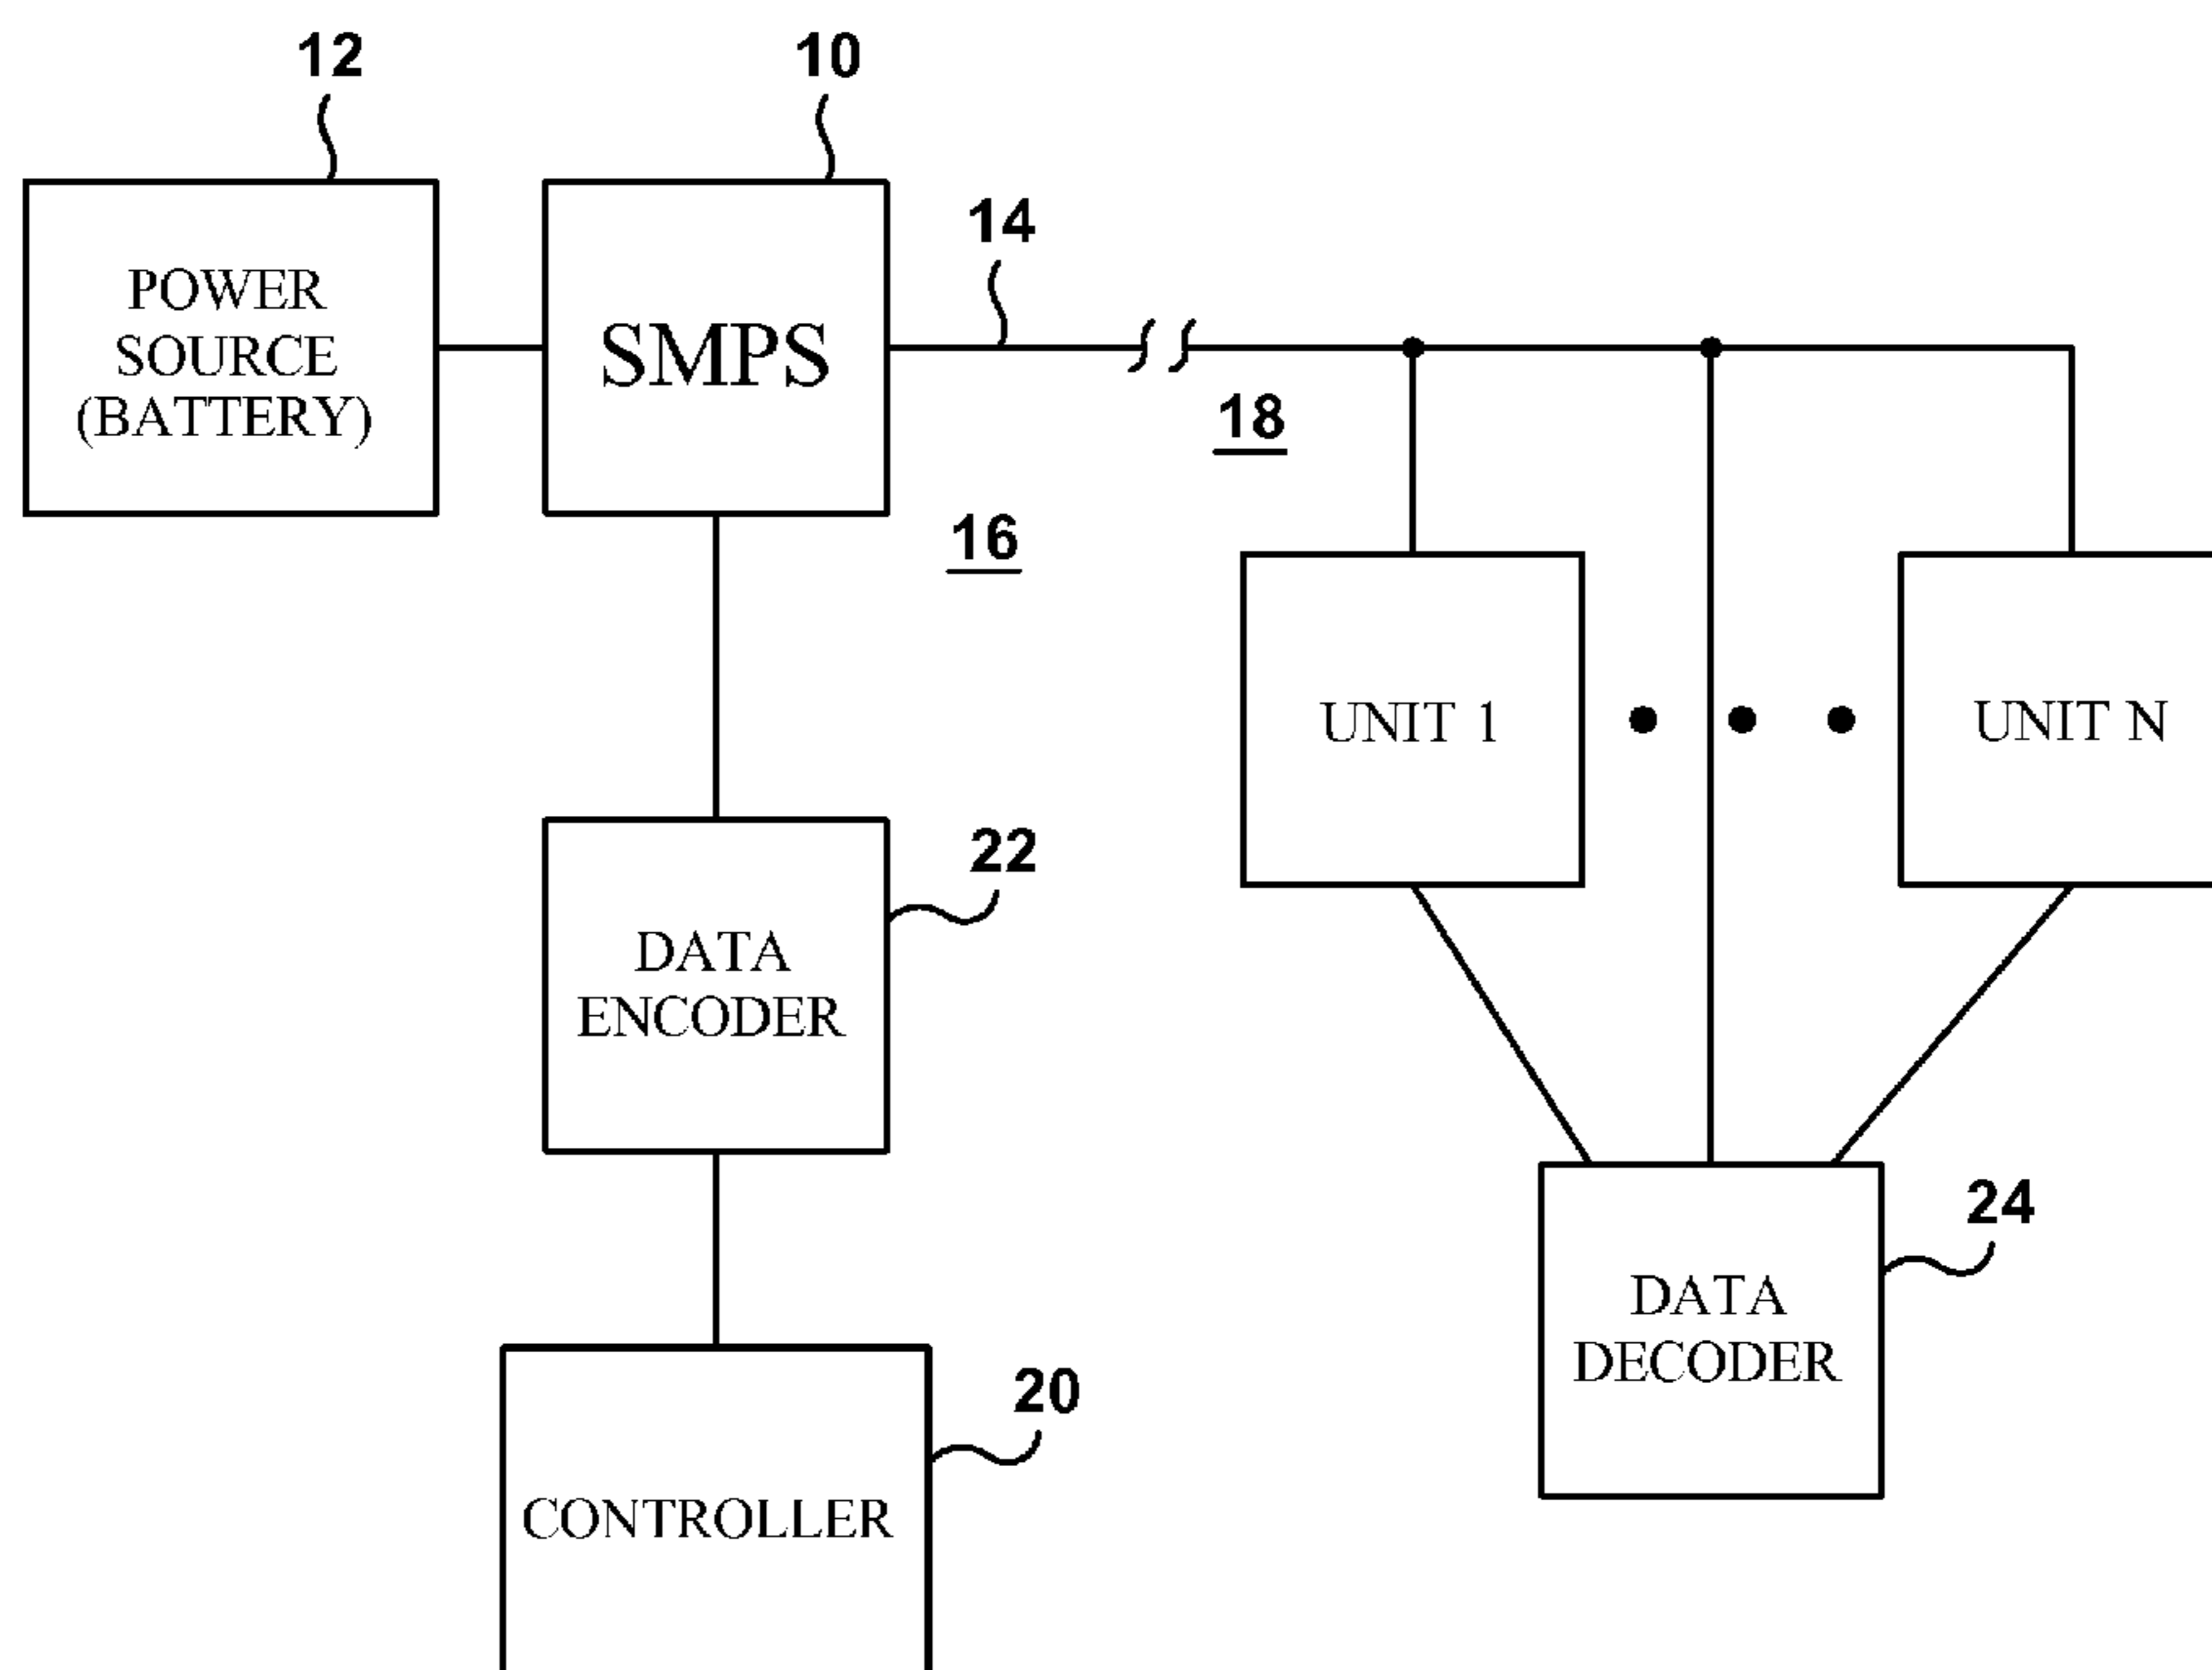 12
10
14
POWER
SOURCE
(BATTERY)
SMPS
18
16
UNIT 1
UNIT N
22
DATA
ENCODER
24
DATA
DECODER
20
CONTROLLER